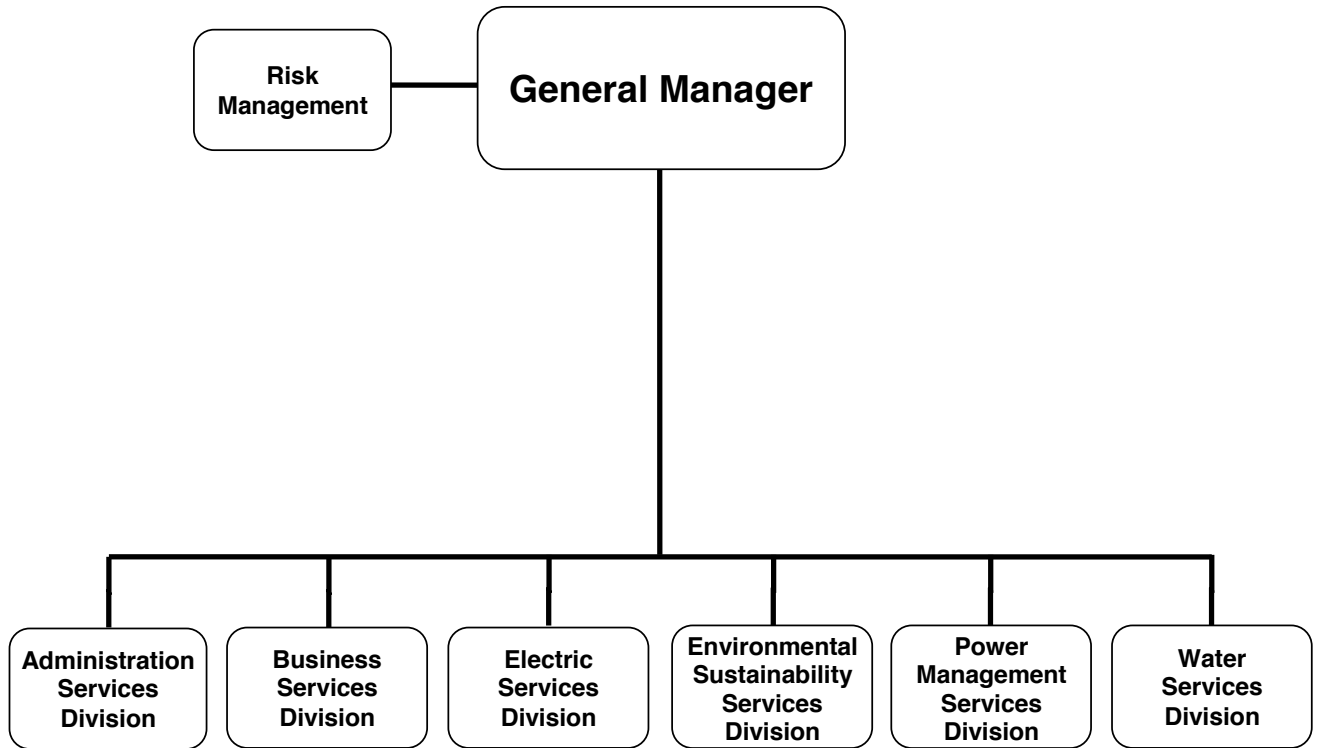 Risk
Management
General Manager
Administration
Services
Division
Business
Services
Division
Electric
Services
Division
Environmental
Sustainability
Services
Division
Power
Management
Services
Division
Water
Services
Division